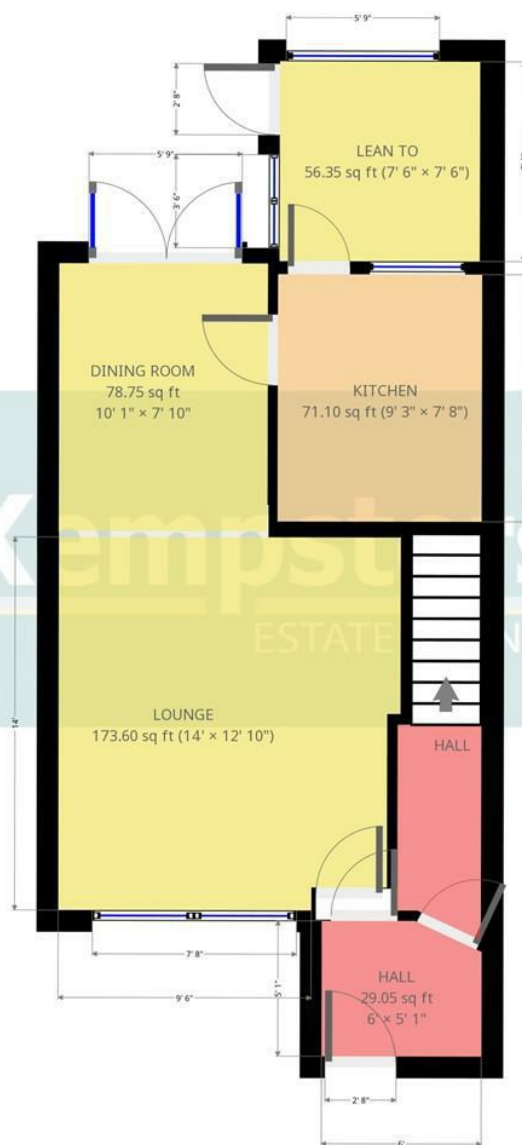 5' 9"
2' 8"
LEAN TO
56.35 sq ft (7' 6" × 7' 6")
5' 9"
3' 6"
DINING ROOM
78.75 sq ft
10' 1" × 7' 10"
KITCHEN
71.10 sq ft (9' 3" × 7' 8")
Kempsters
ESTATE
14'
LOUNGE
173.60 sq ft (14' × 12' 10")
HALL
7' 8"
9' 6"
5' 1"
HALL
29.05 sq ft
6' × 5' 1"
2' 8"
6'